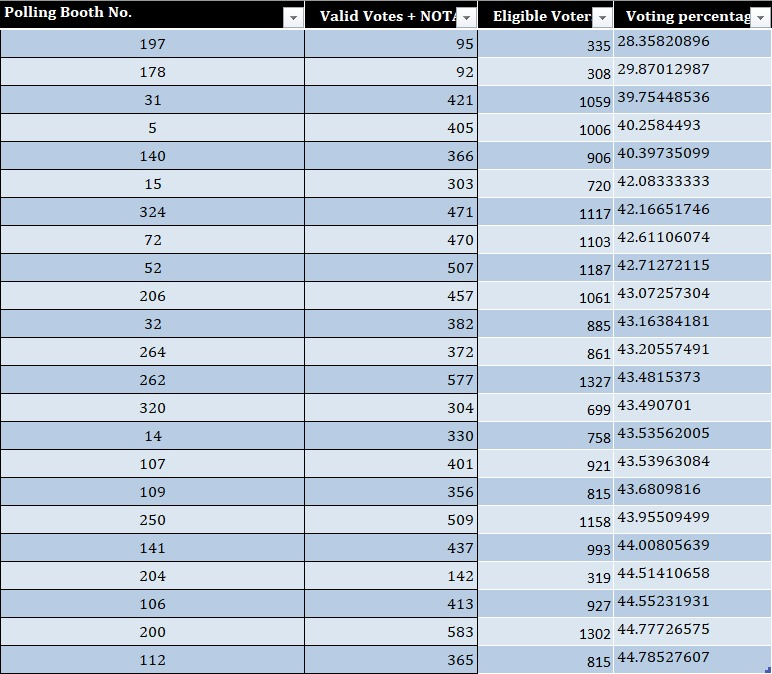 Polling Booth No. Valid Votes + NOTA Eligible Voter Voting percentag
197 95 335 28.35820896
178 92 308 29.87012987
31 421 1059 39.75448536
5 405 1006 40.2584493
140 366 906 40.39735099
15 303 720 42.08333333
324 471 1117 42.16651746
72 470 1103 42.61106074
52 507 1187 42.71272115
206 457 1061 43.07257304
32 382 885 43.16384181
264 372 861 43.20557491
262 577 1327 43.4815373
320 304 699 43.490701
14 330 758 43.53562005
107 401 921 43.53963084
109 356 815 43.6809816
250 509 1158 43.95509499
141 437 993 44.00805639
204 142 319 44.51410658
106 413 927 44.55231931
200 583 1302 44.77726575
112 365 815 44.78527607